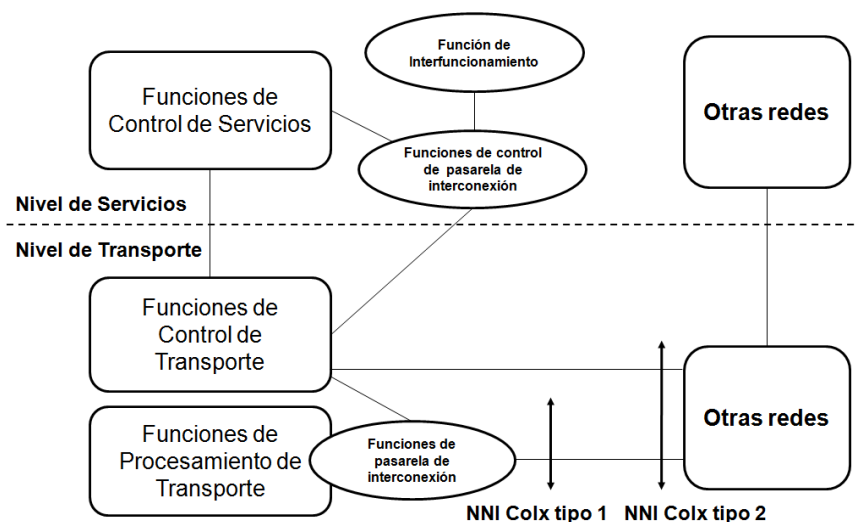 Función de
Interfuncionamiento
Funciones de
Control de Servicios
Otras redes
Funciones de control
de pasarela de
interconexión
Nivel de Servicios
Nivel de Transporte
Funciones de
Control de
Transporte
Otras redes
Funciones de
Procesamiento de
Transporte
Funciones de
pasarela de
interconexión
NNI CoIx tipo 1
NNI CoIx tipo 2